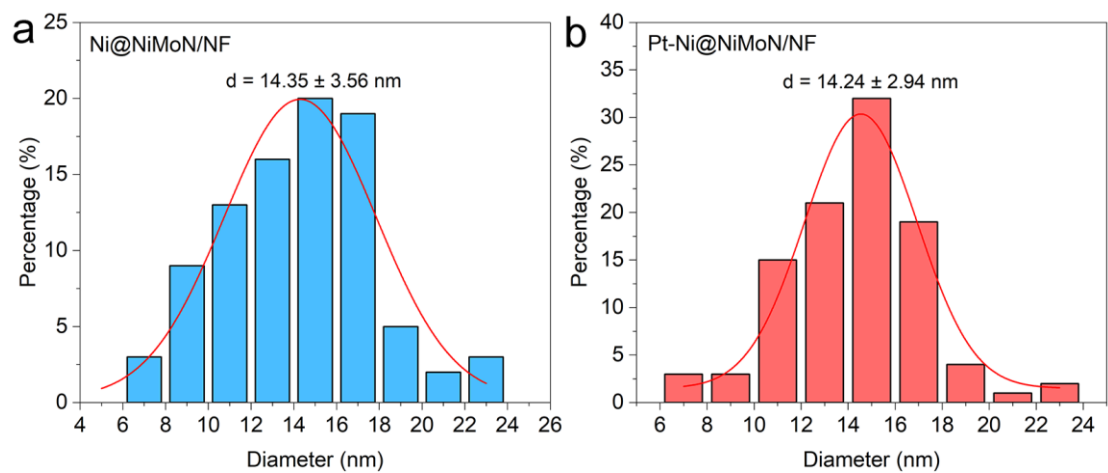 a
Ni@NiMoN/NF
d = 14.35 ± 3.56 nm
Percentage (%)
25
20
15
10
5
0
4 6 8 10 12 14 16 18 20 22 24 26
Diameter (nm)
b
Pt-Ni@NiMoN/NF
d = 14.24 ± 2.94 nm
Percentage (%)
40
35
30
25
20
15
10
5
0
6 8 10 12 14 16 18 20 22 24
Diameter (nm)